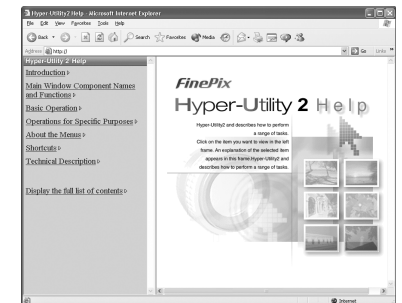 Hyper-Utility2 Help - Microsoft Internet Explorer
File Edit View Favorites Tools Help
Back Search Favorites Media
Address http:// Go Links
Hyper-Utility 2 Help
Introduction
Main Window Component Names
and Functions
Basic Operation
Operations for Specific Purposes
About the Menus
Shortcuts
Technical Description
Display the full list of contents
FinePix
Hyper-Utility 2 Help
Hyper-Utility2 and describes how to perform
a range of tasks.
Click on the item you want to view in the left
frame. An explanation of the selected item
appears in this frame.Hyper-Utility2 and
describes how to perform a range of tasks.
Internet